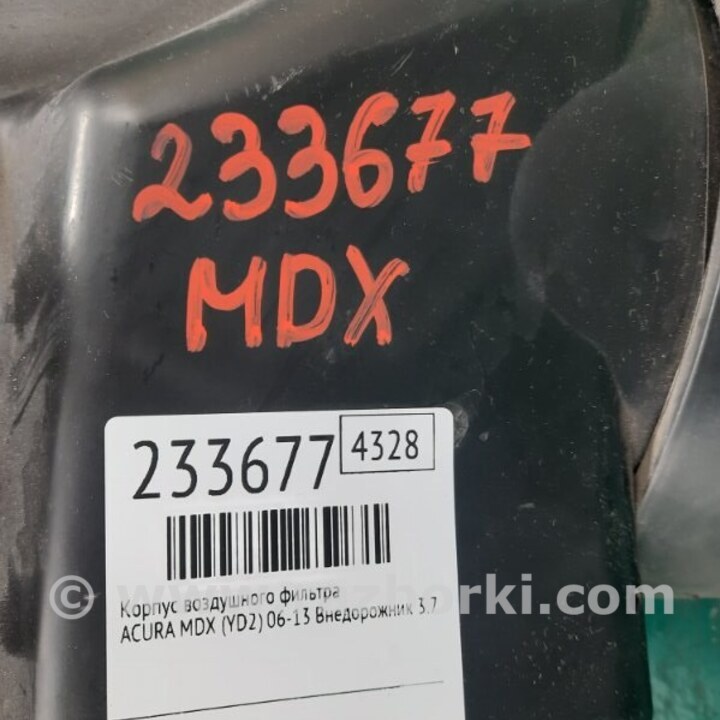 233677
MDX
233677 4328
Корпус воздушного фильтра
ACURA MDX (YD2) 06-13 Внедорожник 3.7